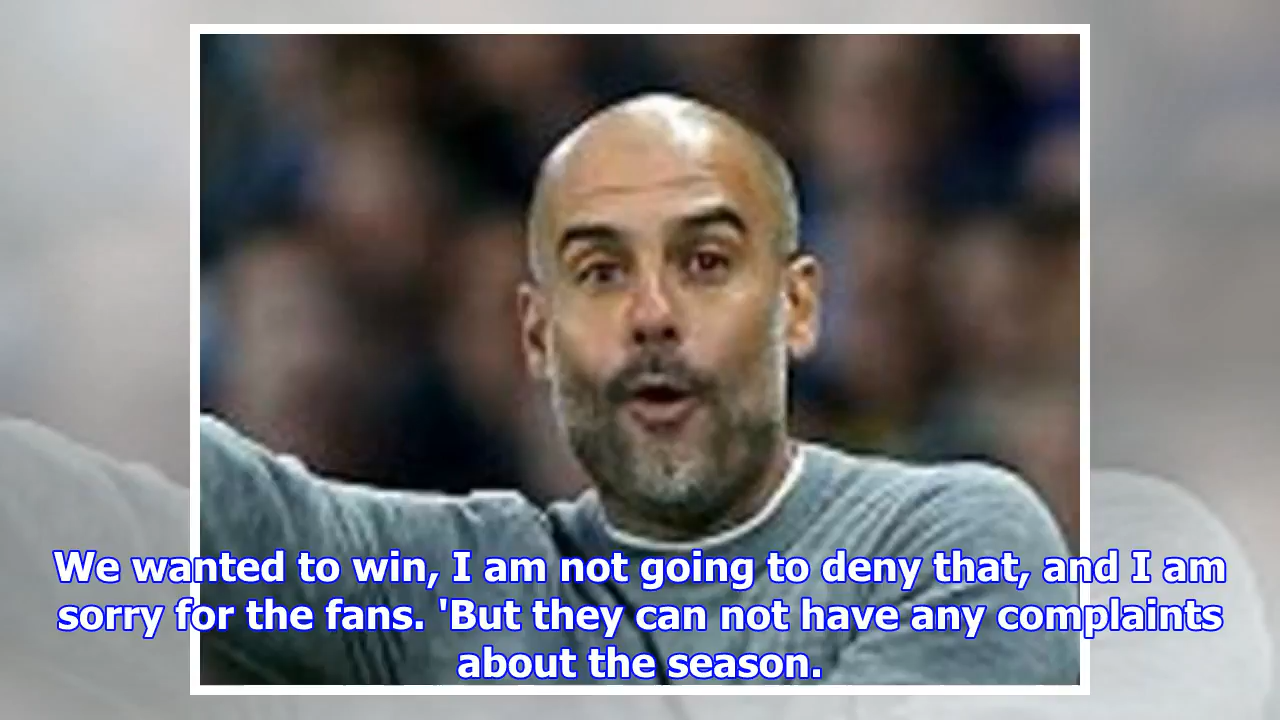 We wanted to win, I am not going to deny that, and I am
sorry for the fans. 'But they can not have any complaints
about the season.